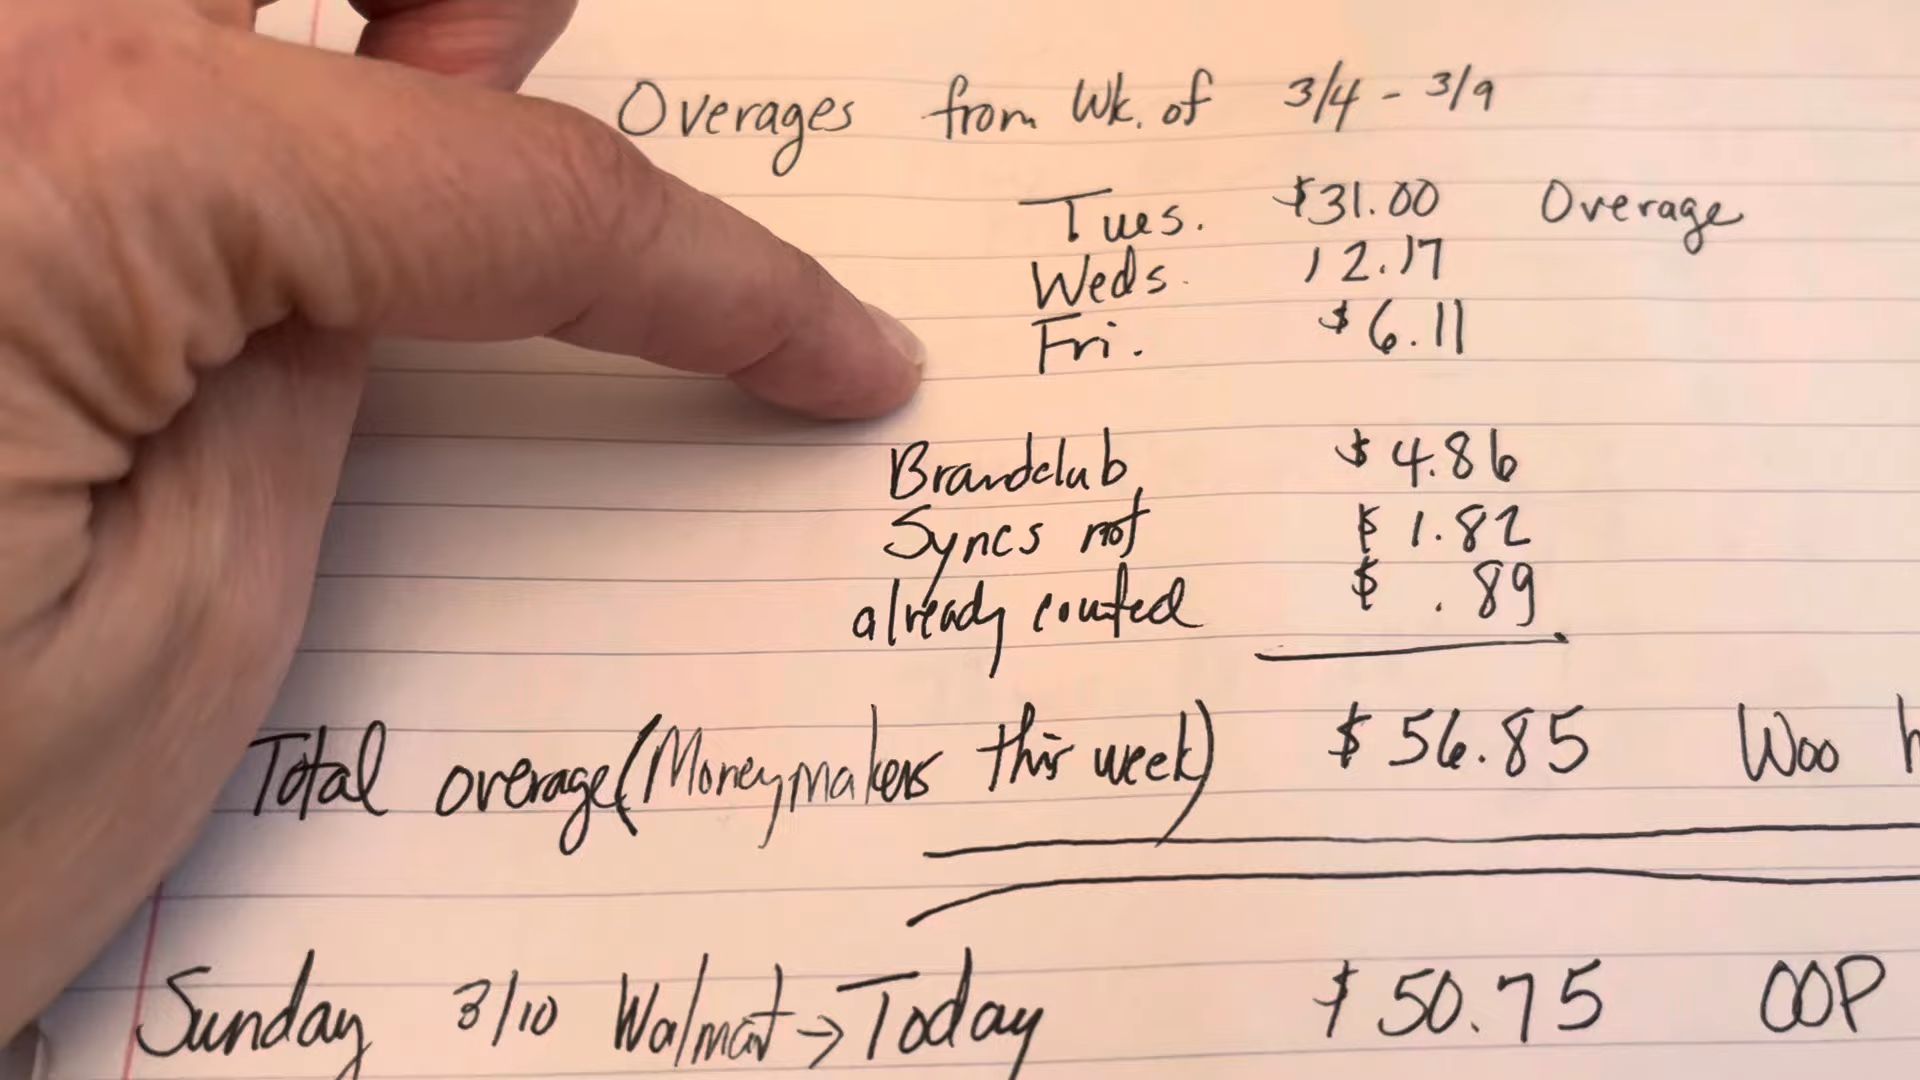 Overages from Wk. of 3/4 - 3/9
Tues. $31.00 Overage
Weds. 12.17
Fri. $6.11
Brandclub $4.86
Syncs not $1.82
already counted $.89
Total overage (Moneymakers this week) $56.85 Woo
Sunday 3/10 Walmart → Today $50.75 OOP